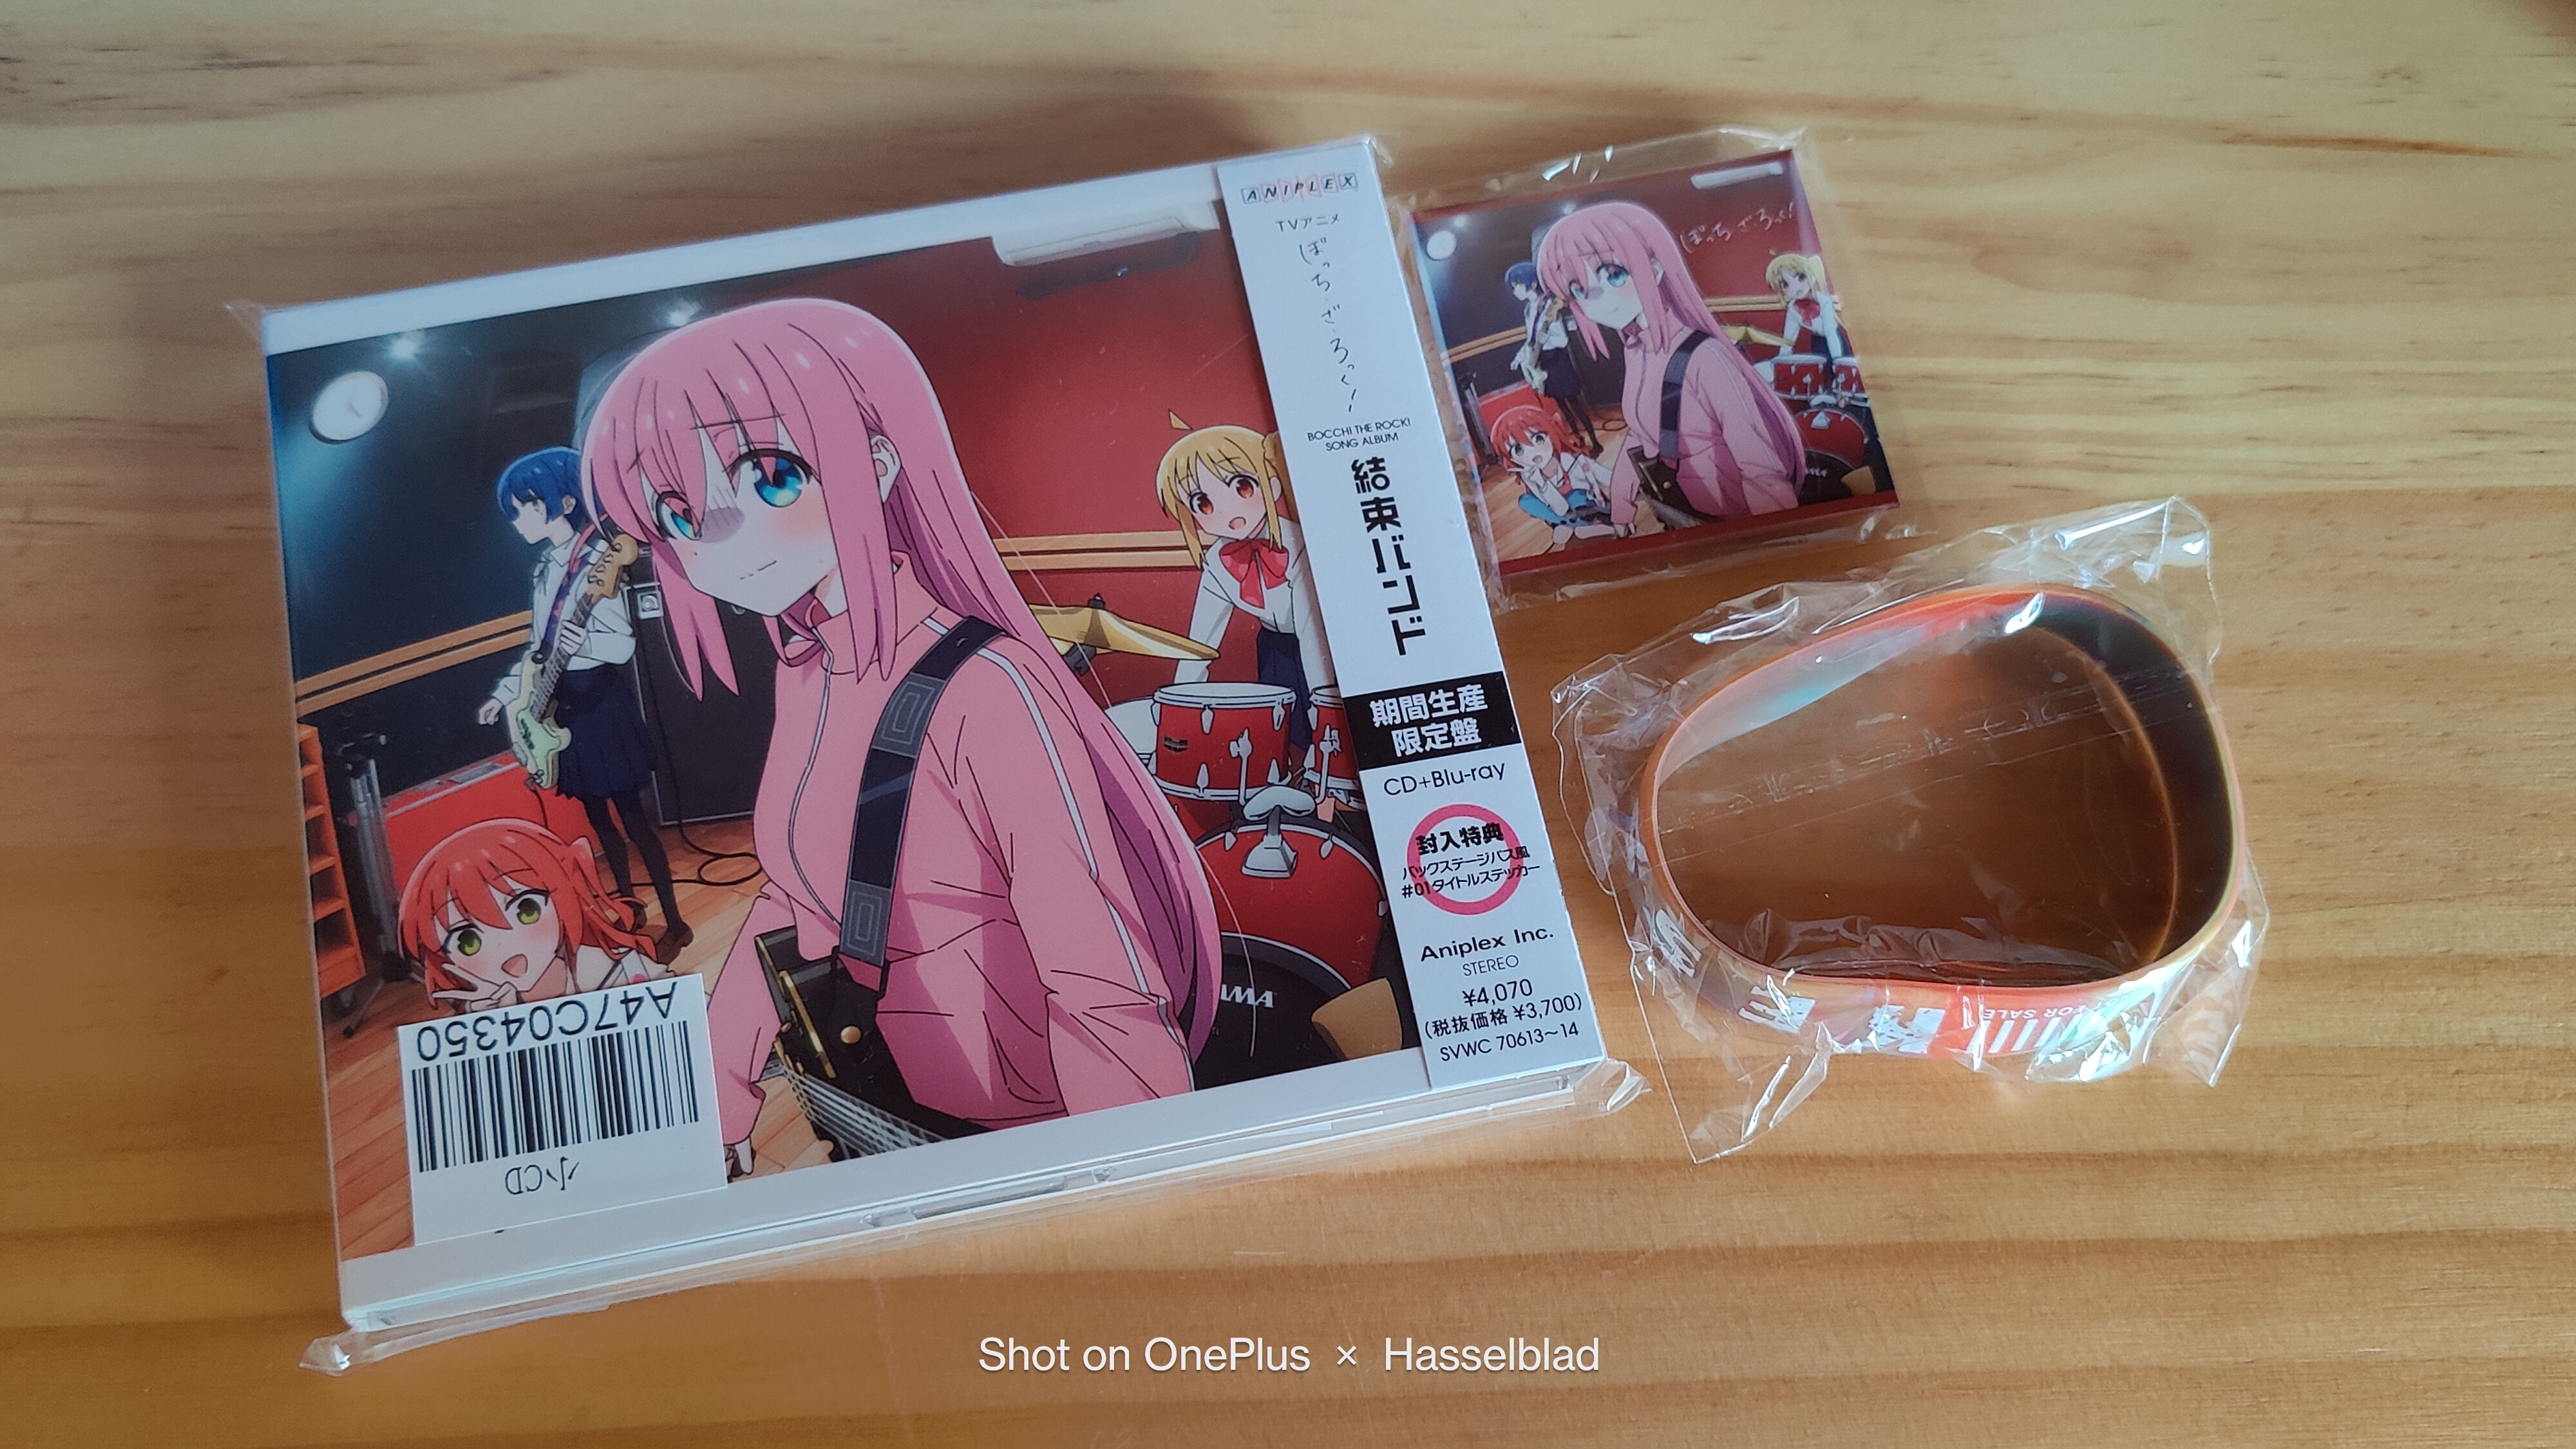 ANIPLEX
TVアニメ
ぼっち・ざ・ろっく!
BOCCHI THE ROCK!
SONG ALBUM
結束バンド
期間生産
限定盤
CD+Blu-ray
封入特典
バックステージパス風
#01タイトルステッカー
Aniplex Inc.
STEREO
¥4,070
(税抜価格 ¥3,700)
SVWC 70613〜14
AMA
A47C04350
小CD
ぼっち・ざ・ろっく!
FOR SALE
Shot on OnePlus × Hasselblad